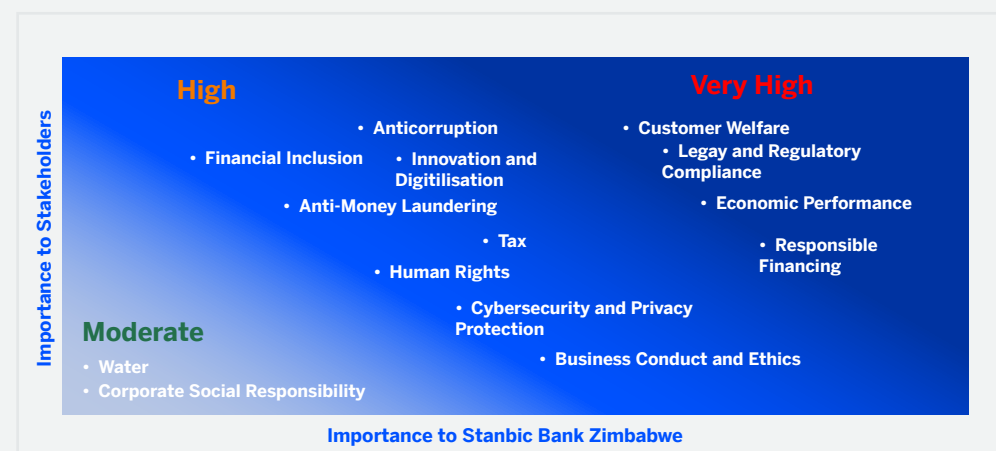 High
Very High
• Anticorruption
• Customer Welfare
• Financial Inclusion
• Innovation and
Digitilisation
• Legay and Regulatory
Compliance
• Anti-Money Laundering
• Economic Performance
• Tax
• Responsible
Financing
• Human Rights
• Cybersecurity and Privacy
Protection
Moderate
• Business Conduct and Ethics
• Water
• Corporate Social Responsibility
Importance to Stakeholders
Importance to Stanbic Bank Zimbabwe